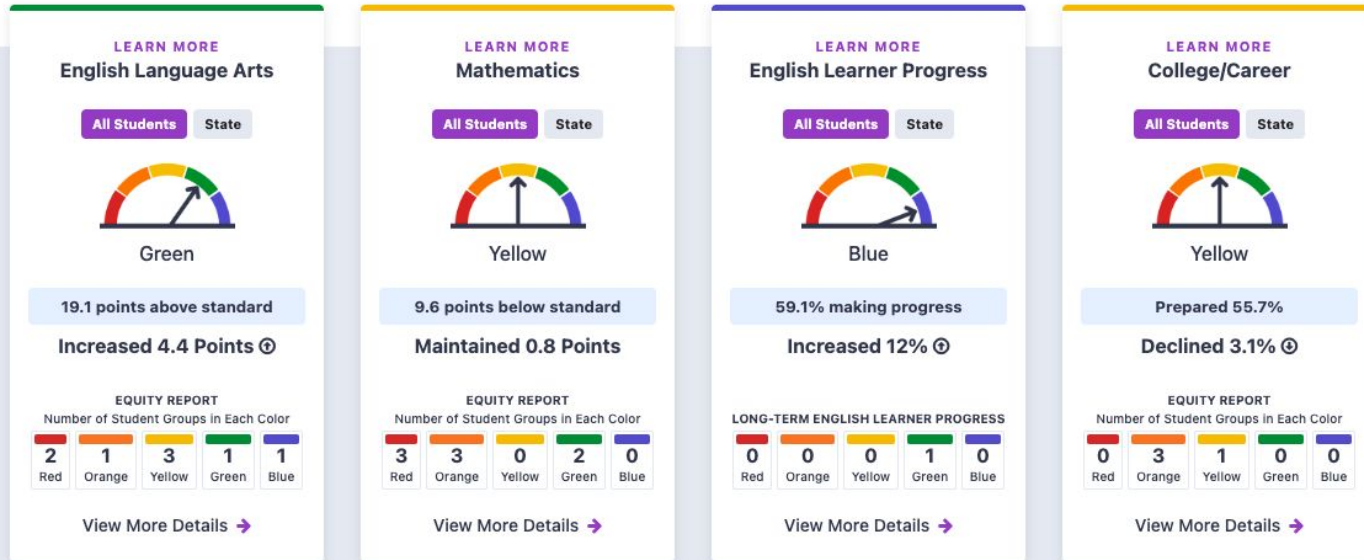 LEARN MORE
English Language Arts
All Students State
Green
19.1 points above standard
Increased 4.4 Points
EQUITY REPORT
Number of Student Groups in Each Color
2 1 3 1 1
Red Orange Yellow Green Blue
View More Details
LEARN MORE
Mathematics
All Students State
Yellow
9.6 points below standard
Maintained 0.8 Points
EQUITY REPORT
Number of Student Groups in Each Color
3 3 0 2 0
Red Orange Yellow Green Blue
View More Details
LEARN MORE
English Learner Progress
All Students State
Blue
59.1% making progress
Increased 12%
LONG-TERM ENGLISH LEARNER PROGRESS
0 0 0 1 0
Red Orange Yellow Green Blue
View More Details
LEARN MORE
College/Career
All Students State
Yellow
Prepared 55.7%
Declined 3.1%
EQUITY REPORT
Number of Student Groups in Each Color
0 3 1 0 0
Red Orange Yellow Green Blue
View More Details